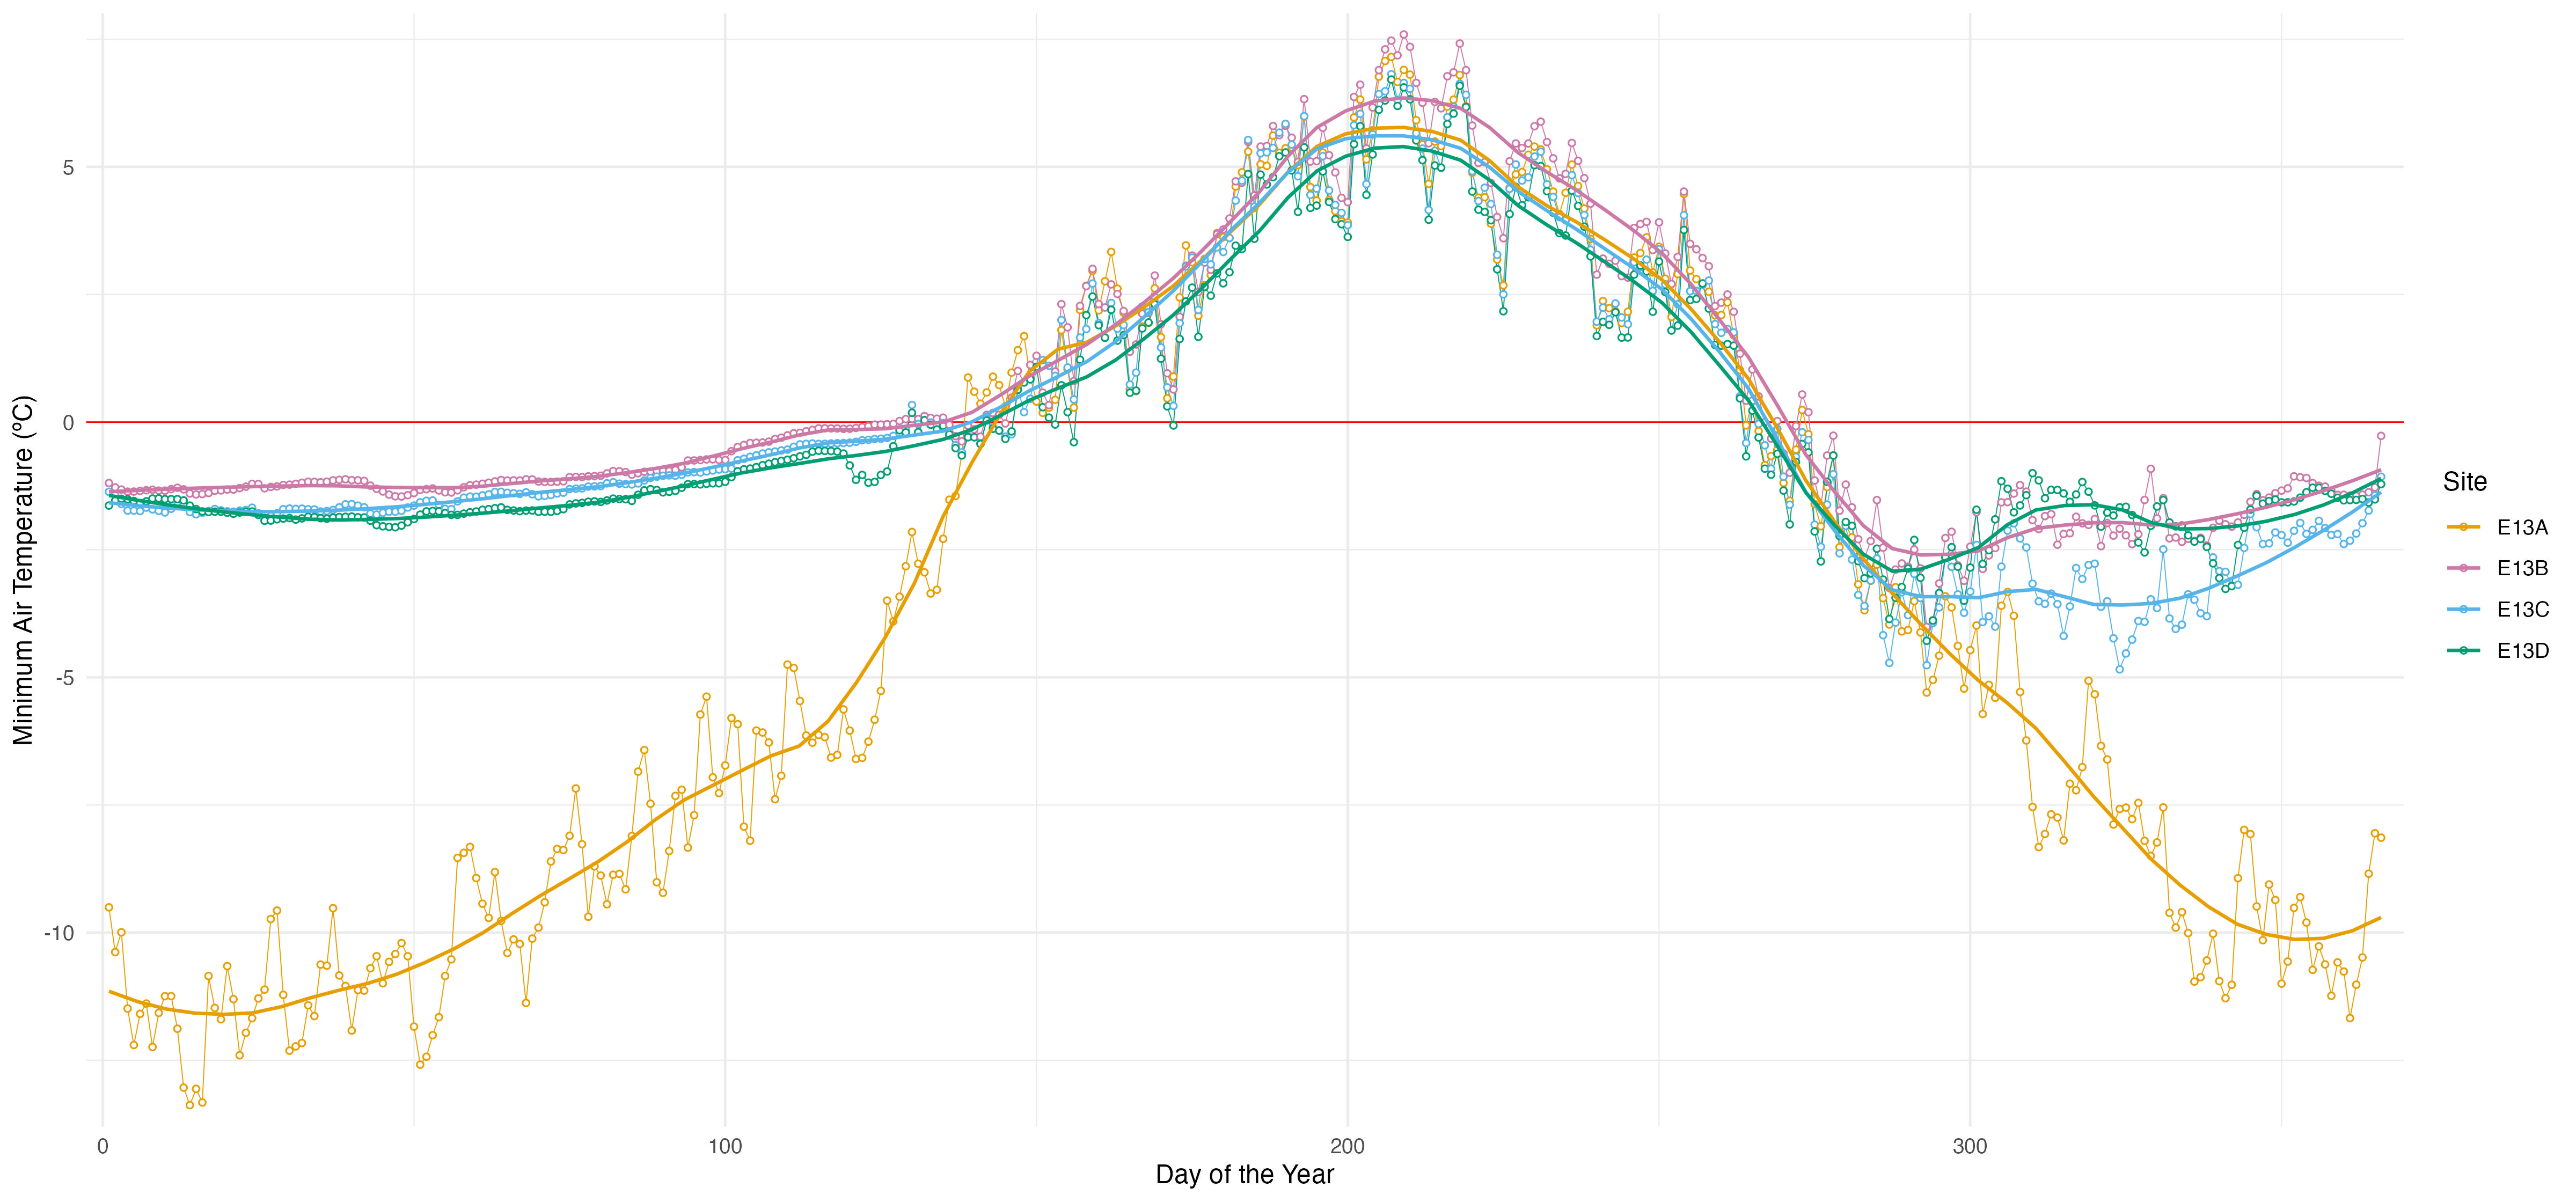 Minimum Air Temperature (ºC)
5
0
-5
-10
0 100 200 300
Day of the Year
Site
E13A
E13B
E13C
E13D